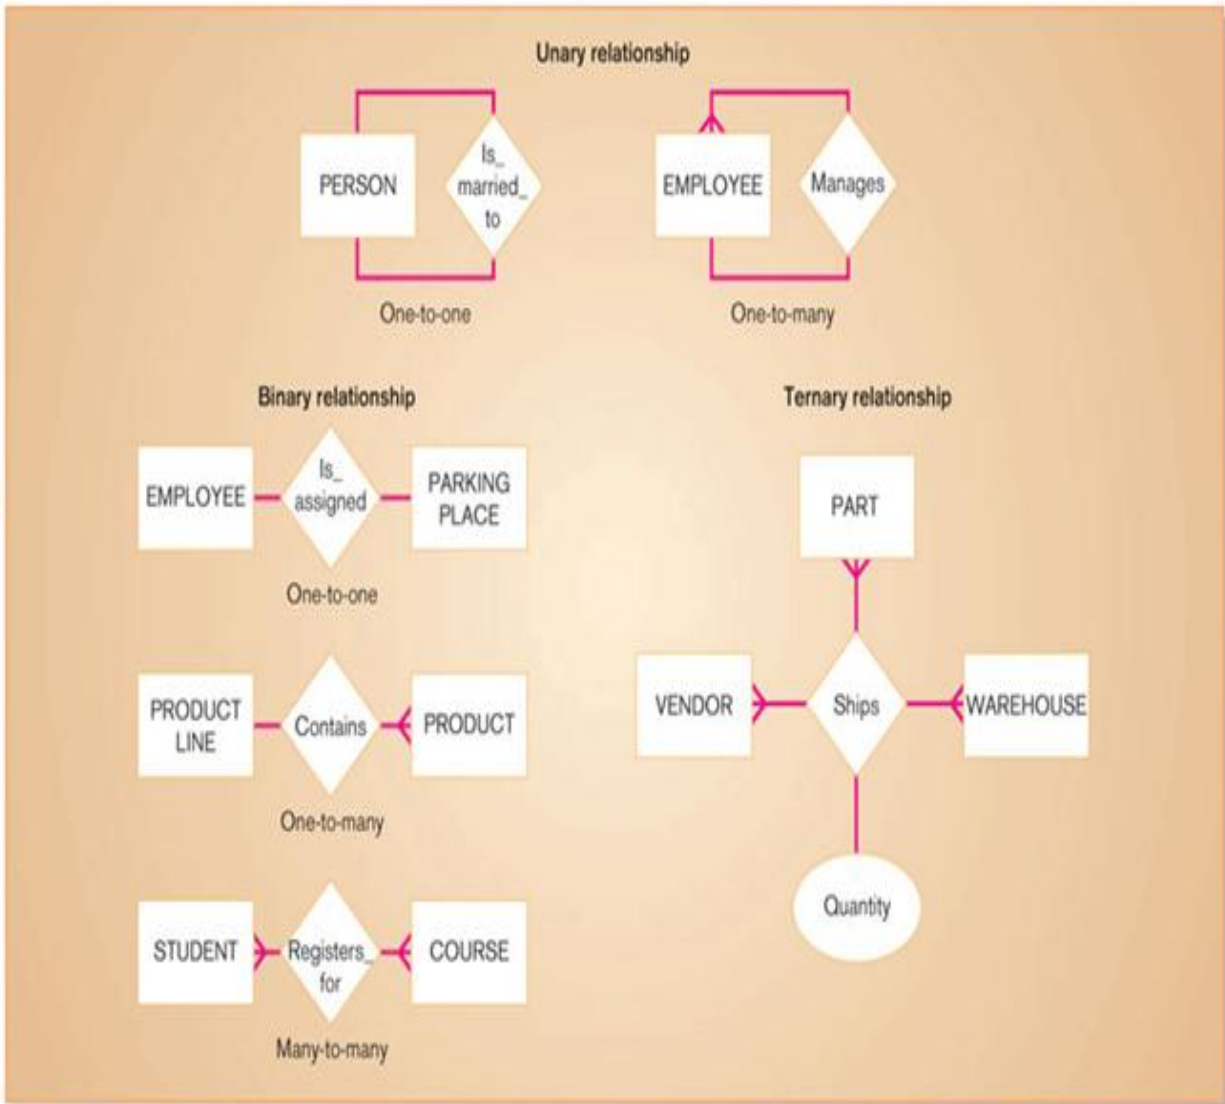 Unary relationship
PERSON
Is_
married_
to
EMPLOYEE
Manages
One-to-one
One-to-many
Binary relationship
EMPLOYEE
Is_
assigned
PARKING
PLACE
One-to-one
PRODUCT
LINE
Contains
PRODUCT
One-to-many
STUDENT
Registers_
for
COURSE
Many-to-many
Ternary relationship
PART
VENDOR
Ships
WAREHOUSE
Quantity